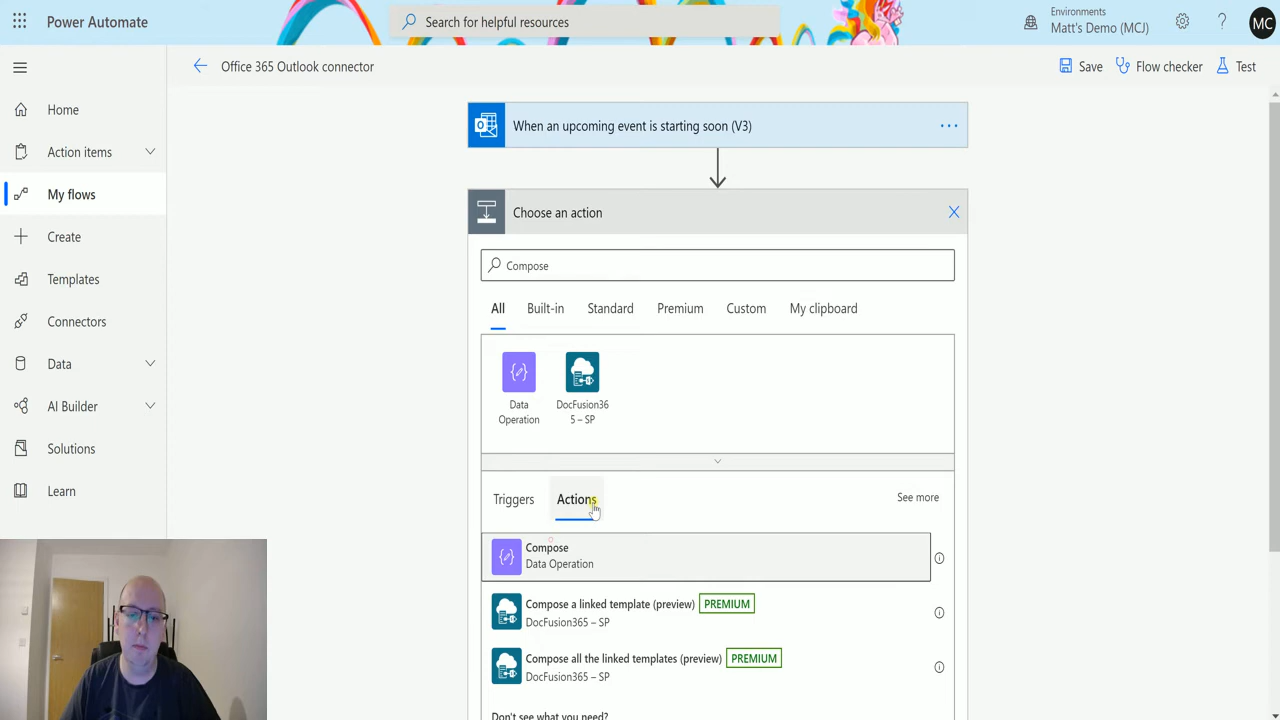 Power Automate
Search for helpful resources
Environments
Matt's Demo (MCJ)
MC
Office 365 Outlook connector
Save
Flow checker
Test
Home
Action items
My flows
Create
Templates
Connectors
Data
AI Builder
Solutions
Learn
When an upcoming event is starting soon (V3)
Choose an action
Compose
All Built-in Standard Premium Custom My clipboard
Data
Operation
DocFusion36
5 – SP
Triggers Actions See more
Compose
Data Operation
Compose a linked template (preview) PREMIUM
DocFusion365 – SP
Compose all the linked templates (preview) PREMIUM
DocFusion365 – SP
Don't see what you need?